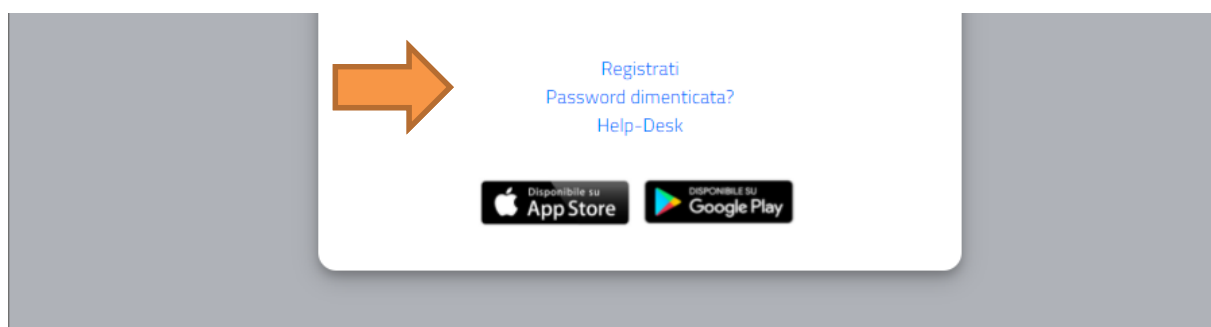 Registrati
Password dimenticata?
Help-Desk
Disponibile su
App Store
DISPONIBILE SU
Google Play